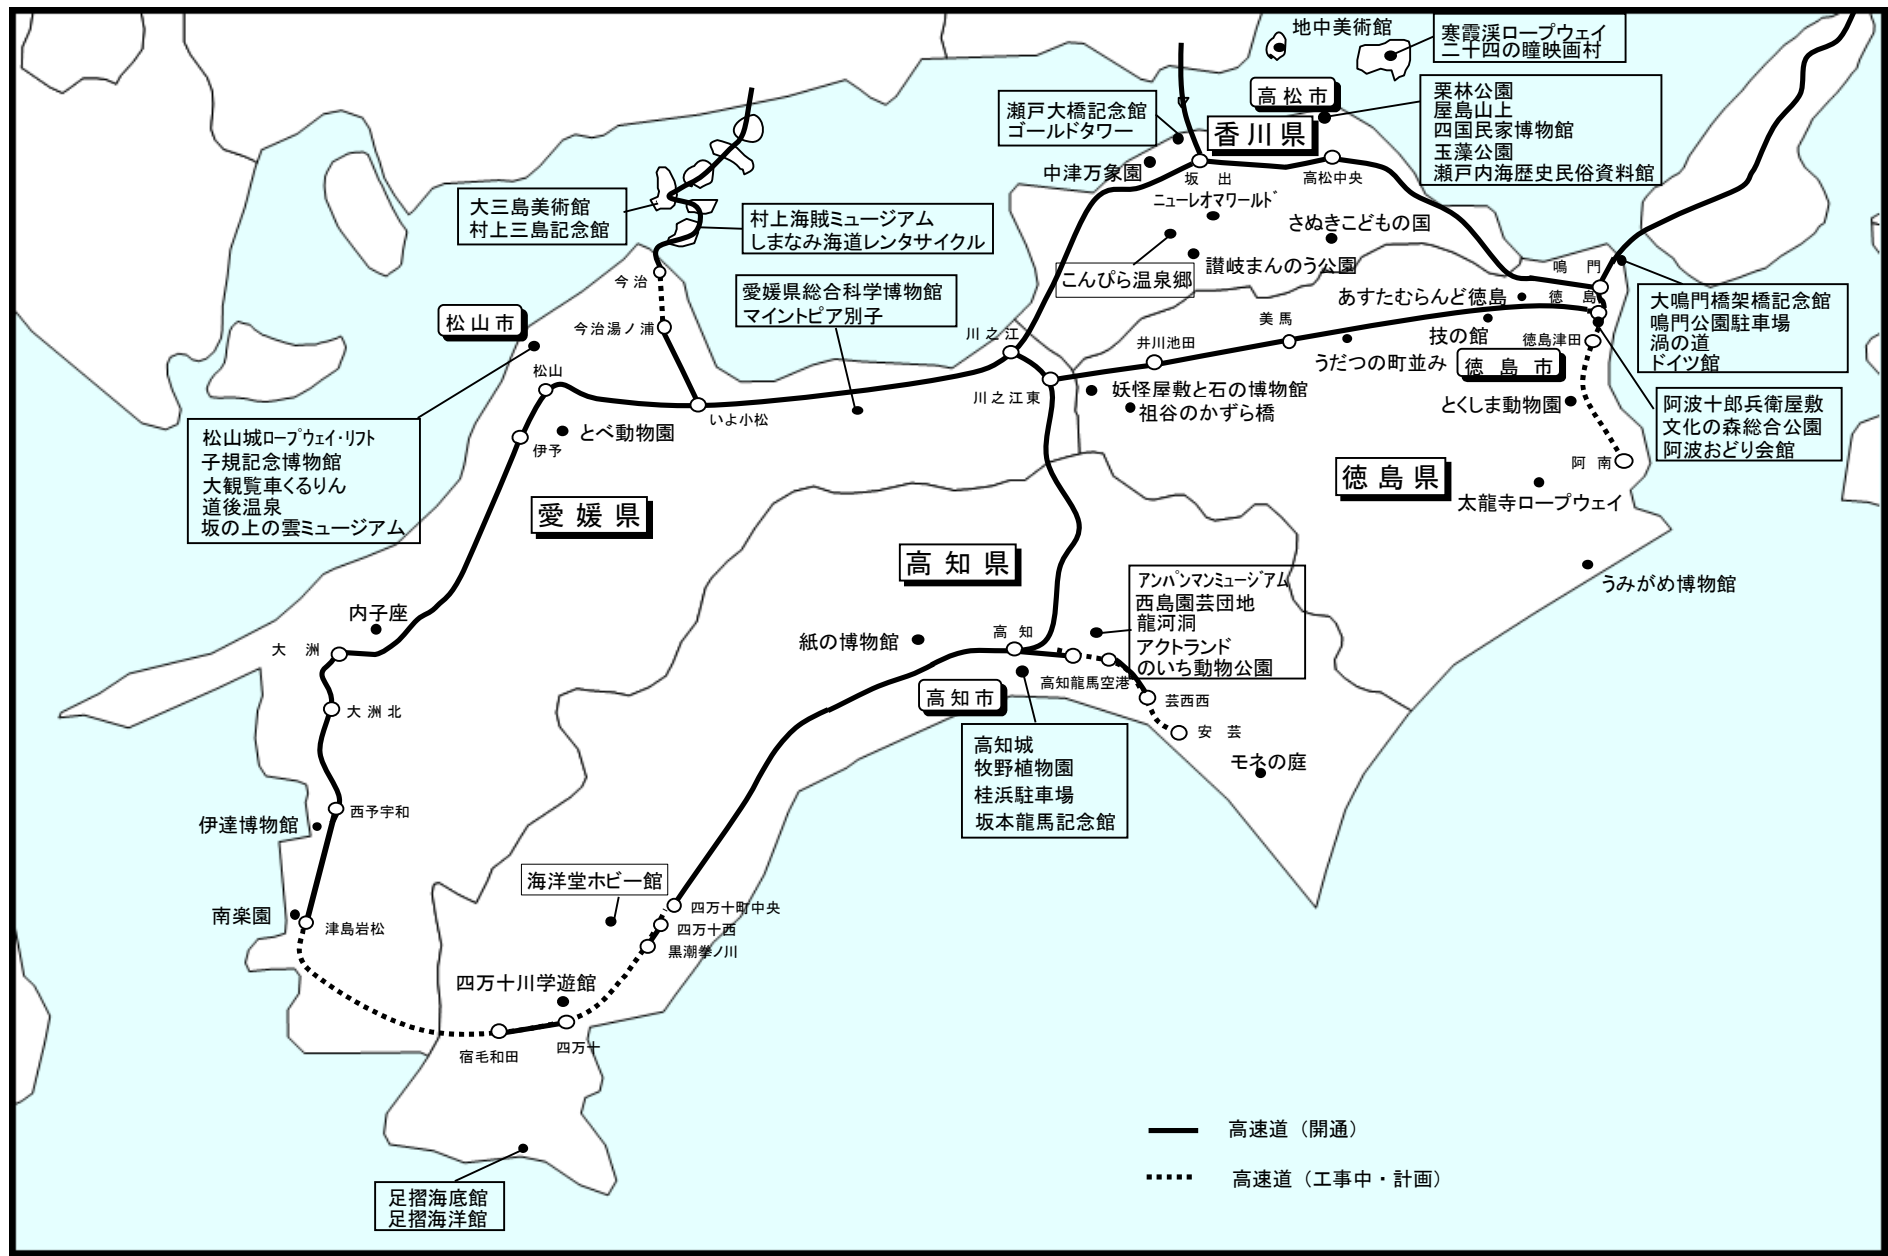 地中美術館
寒霞渓ロープウェイ
二十四の瞳映画村
高松市
栗林公園
屋島山上
四国民家博物館
玉藻公園
瀬戸内海歴史民俗資料館
瀬戸大橋記念館
ゴールドタワー
香川県
中津万象園
坂出
高松中央
ニューレオマワールド
さぬきこどもの国
こんぴら温泉郷
讃岐まんのう公園
大三島美術館
村上三島記念館
村上海賊ミュージアム
しまなみ海道レンタサイクル
今治
今治湯ノ浦
愛媛県総合科学博物館
マイントピア別子
松山市
松山
いよ小松
伊予
とべ動物園
川之江
川之江東
井川池田
美馬
鳴門
徳島
あすたむらんど徳島
技の館
徳島津田
うだつの町並み
徳島市
大鳴門橋架橋記念館
鳴門公園駐車場
渦の道
ドイツ館
妖怪屋敷と石の博物館
祖谷のかずら橋
とくしま動物園
阿波十郎兵衛屋敷
文化の森総合公園
阿波おどり会館
阿南
徳島県
太龍寺ロープウェイ
うみがめ博物館
松山城ロープウェイ・リフト
子規記念博物館
大観覧車くるりん
道後温泉
坂の上の雲ミュージアム
愛媛県
高知県
アンパンマンミュージアム
西島園芸団地
龍河洞
アクトランド
のいち動物公園
内子座
大洲
大洲北
紙の博物館
高知
高知龍馬空港
高知市
芸西西
安芸
モネの庭
高知城
牧野植物園
桂浜駐車場
坂本龍馬記念館
西予宇和
伊達博物館
南楽園
津島岩松
海洋堂ホビー館
四万十町中央
四万十西
黒潮拳ノ川
四万十川学遊館
宿毛和田
四万十
足摺海底館
足摺海洋館
高速道（開通）
高速道（工事中・計画）